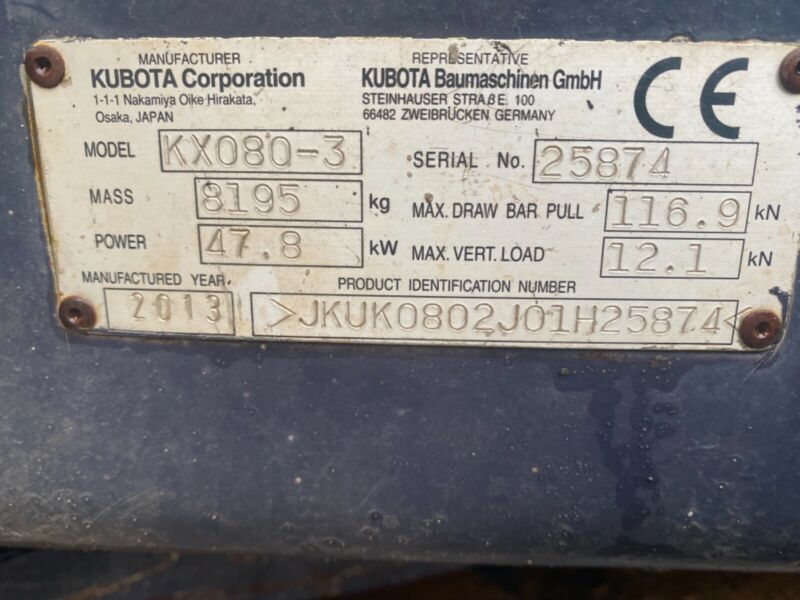 MANUFACTURER
KUBOTA Corporation
1-1-1 Nakamiya Oike Hirakata,
Osaka, JAPAN
REPRESENTATIVE
KUBOTA Baumaschinen GmbH
STEINHAUSER STRAßE 100
66482 ZWEIBRÜCKEN GERMANY
CE
MODEL KX080-3
SERIAL No. 25874
MASS 8195 kg
MAX. DRAW BAR PULL 116.9 kN
POWER 47.8 kW
MAX. VERT. LOAD 12.1 kN
MANUFACTURED YEAR
2013
PRODUCT IDENTIFICATION NUMBER
>JKUK0802J01H25874<